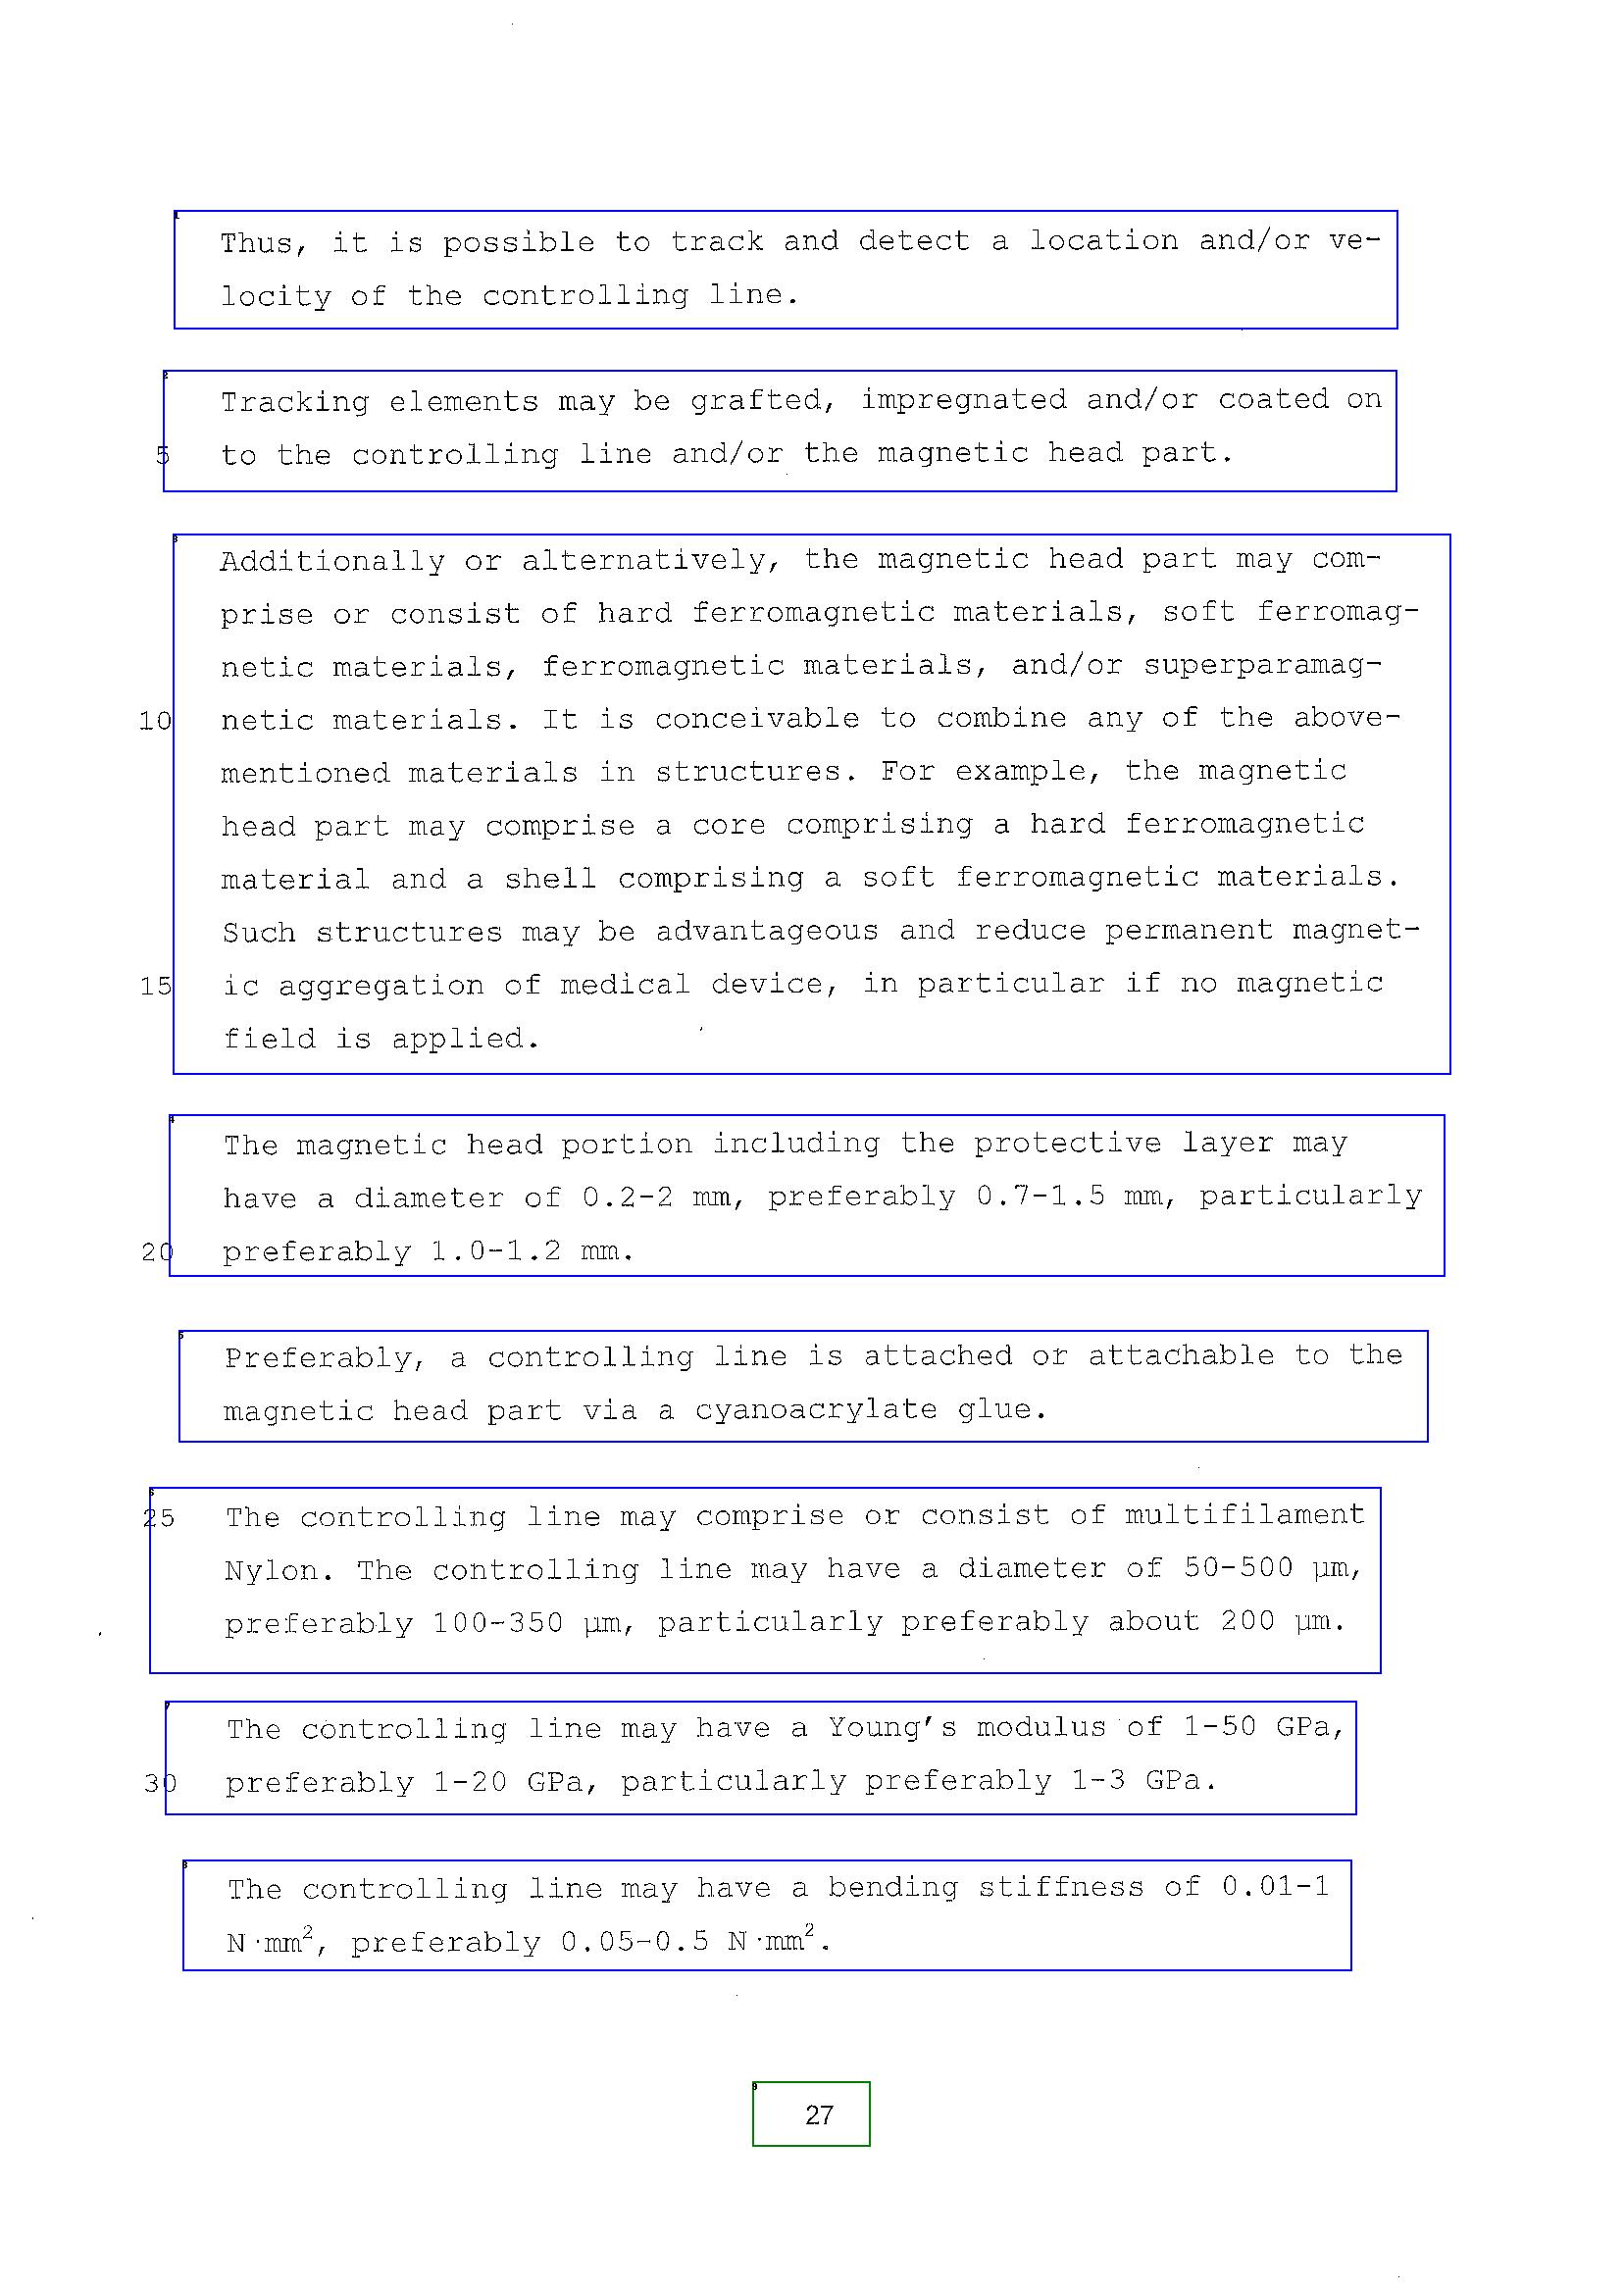 Thus, it is possible to track and detect a location and/or ve-
locity of the controlling line.
Tracking elements may be grafted, impregnated and/or coated on
5 to the controlling line and/or the magnetic head part.
Additionally or alternatively, the magnetic head part may com-
prise or consist of hard ferromagnetic materials, soft ferromag-
netic materials, ferromagnetic materials, and/or superparamag-
10 netic materials. It is conceivable to combine any of the above-
mentioned materials in structures. For example, the magnetic
head part may comprise a core comprising a hard ferromagnetic
material and a shell comprising a soft ferromagnetic materials.
Such structures may be advantageous and reduce permanent magnet-
15 ic aggregation of medical device, in particular if no magnetic
field is applied.
The magnetic head portion including the protective layer may
have a diameter of 0.2-2 mm, preferably 0.7-1.5 mm, particularly
20 preferably 1.0-1.2 mm.
Preferably, a controlling line is attached or attachable to the
magnetic head part via a cyanoacrylate glue.
25 The controlling line may comprise or consist of multifilament
Nylon. The controlling line may have a diameter of 50-500 µm,
preferably 100-350 µm, particularly preferably about 200 µm.
The controlling line may have a Young's modulus of 1-50 GPa,
30 preferably 1-20 GPa, particularly preferably 1-3 GPa.
The controlling line may have a bending stiffness of 0.01-1
N·mm², preferably 0.05-0.5 N·mm².
27